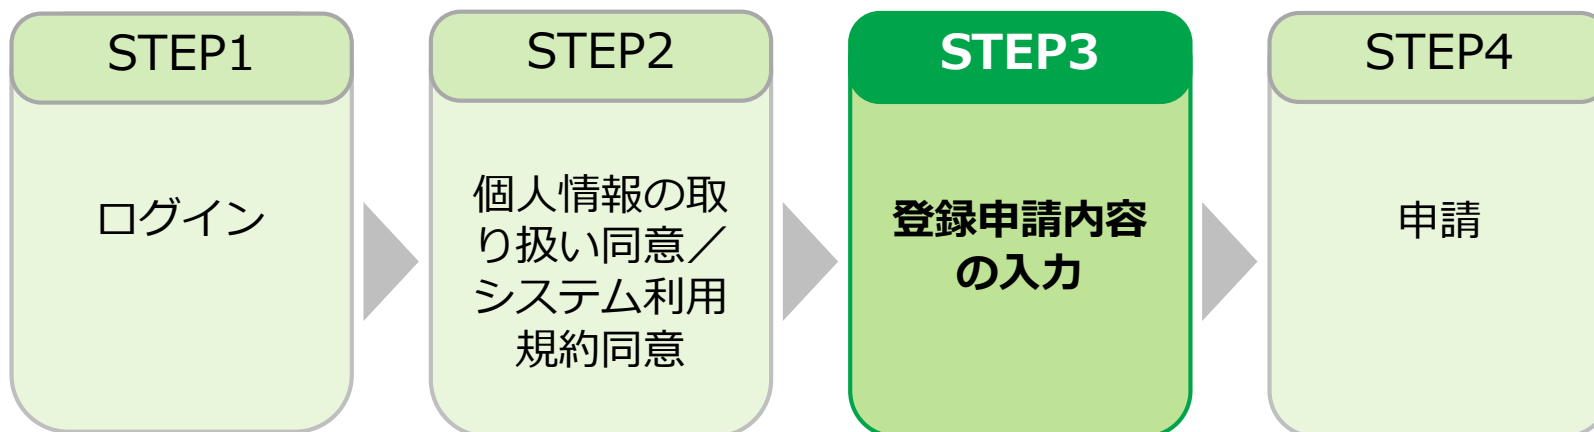 STEP1
ログイン
STEP2
個人情報の取
り扱い同意／
システム利用
規約同意
STEP3
登録申請内容
の入力
STEP4
申請